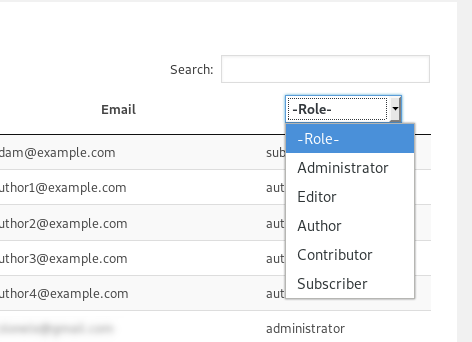 Search:
Email -Role-
dam@example.com sub
uthor1@example.com aut
uthor2@example.com aut
uthor3@example.com aut
uthor4@example.com aut
administrator
-Role-
Administrator
Editor
Author
Contributor
Subscriber